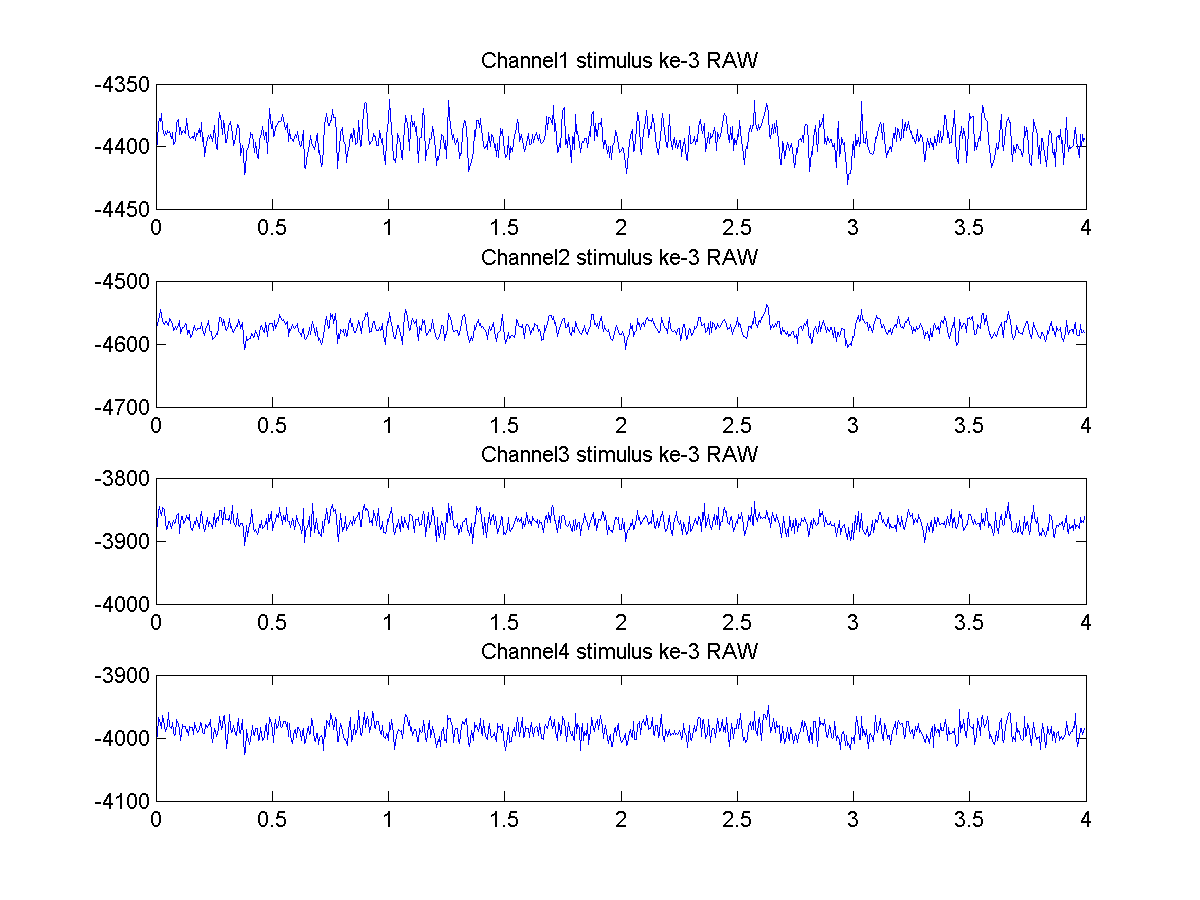 Channel1 stimulus ke-3 RAW
-4350
-4400
-4450
0 0.5 1 1.5 2 2.5 3 3.5 4
Channel2 stimulus ke-3 RAW
-4500
-4600
-4700
0 0.5 1 1.5 2 2.5 3 3.5 4
Channel3 stimulus ke-3 RAW
-3800
-3900
-4000
0 0.5 1 1.5 2 2.5 3 3.5 4
Channel4 stimulus ke-3 RAW
-3900
-4000
-4100
0 0.5 1 1.5 2 2.5 3 3.5 4